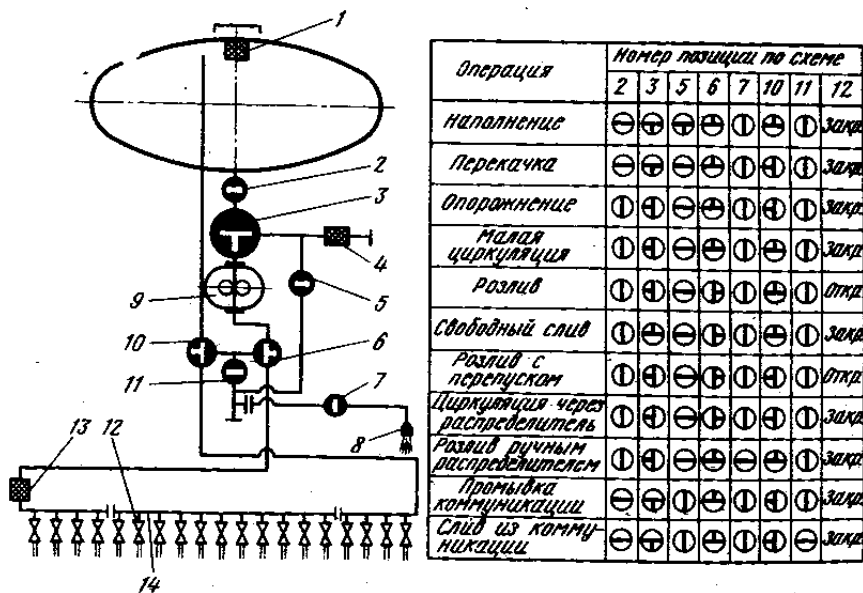 1
2
3
4
5
6
7
8
9
10
11
12
13
14
Операция
Номер позиции по схеме
2 3 5 6 7 10 11 12
Наполнение Закр.
Перекачка Закр.
Опорожнение Закр.
Малая
циркуляция Закр.
Розлив Откр.
Свободный слив Закр.
Розлив с
перепуском Откр.
Циркуляция через
распределитель Закр.
Розлив ручным
распределителем Закр.
Промывка
коммуникации Закр.
Слив из комму-
никации Закр.